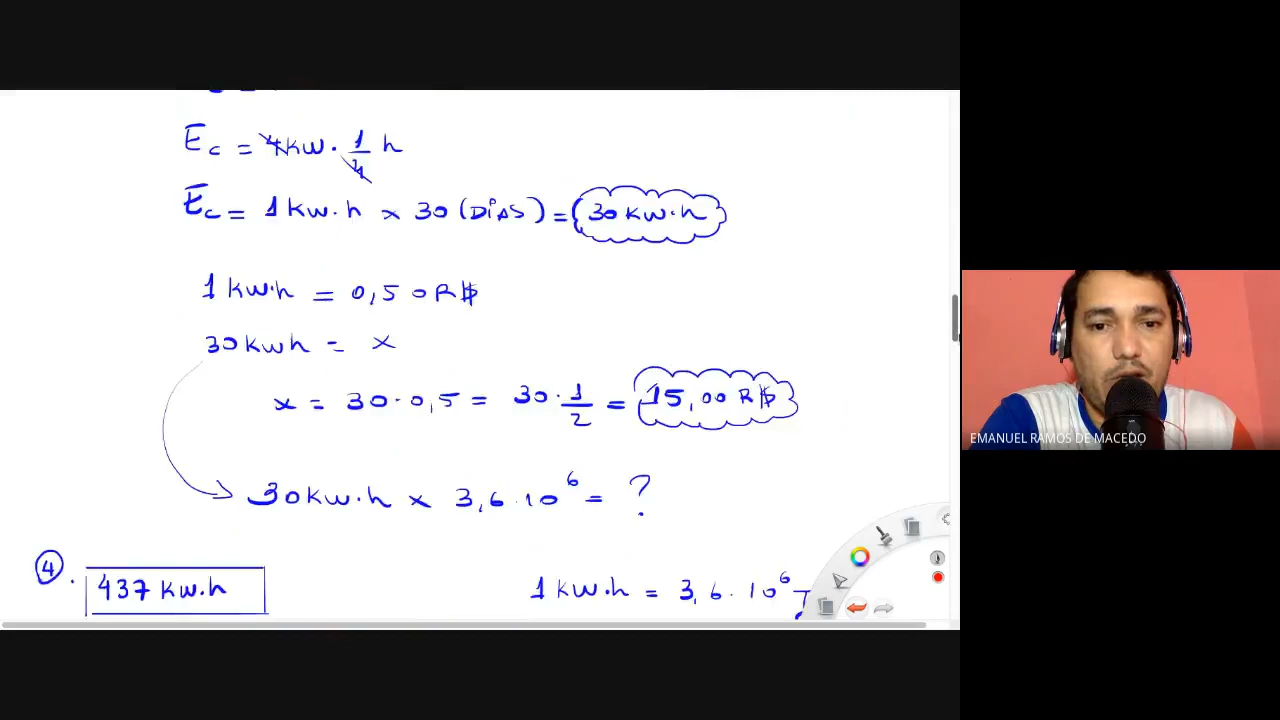 Ec = 4kw · 1/4 h
Ec = 1 kw·h × 30 (DIAS) = 30 kw·h
1 kw·h = 0,50 R$
30 kwh = x
x = 30 · 0,5 = 30 · 1/2 = 15,00 R$
30 kw·h × 3,6 · 10⁶ = ?
4. 437 kw.h
1 kw·h = 3,6 · 10⁶ J
EMANUEL RAMOS DE MACEDO